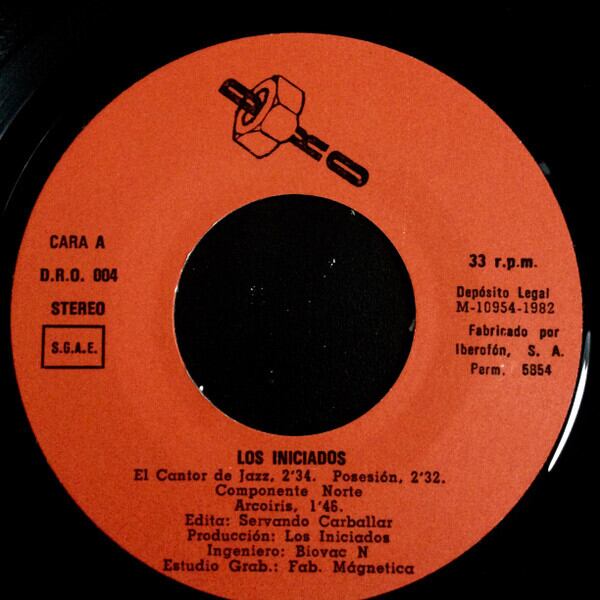 DRO
CARA A
D.R.O. 004
STEREO
S.G.A.E.
33 r.p.m.
Depósito Legal
M-10954-1982
Fabricado por
Iberofón, S. A.
Perm. 5854
LOS INICIADOS
El Cantor de Jazz, 2'34. Posesión, 2'32.
Componente Norte
Arcoiris, 1'46.
Edita: Servando Carballar
Producción: Los Iniciados
Ingeniero: Biovac N
Estudio Grab.: Fab. Mágnetica